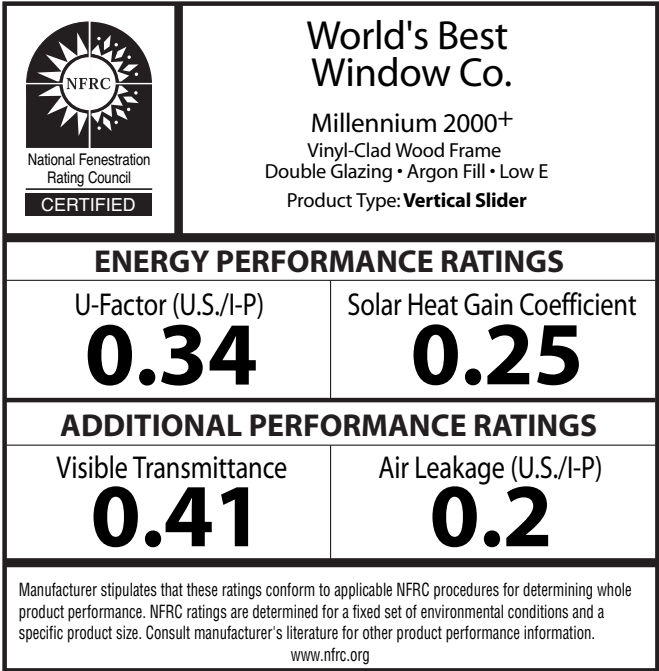 NFRC
National Fenestration
Rating Council
CERTIFIED
World's Best
Window Co.
Millennium 2000+
Vinyl-Clad Wood Frame
Double Glazing • Argon Fill • Low E
Product Type: Vertical Slider
ENERGY PERFORMANCE RATINGS
U-Factor (U.S./I-P)
0.34
Solar Heat Gain Coefficient
0.25
ADDITIONAL PERFORMANCE RATINGS
Visible Transmittance
0.41
Air Leakage (U.S./I-P)
0.2
Manufacturer stipulates that these ratings conform to applicable NFRC procedures for determining whole
product performance. NFRC ratings are determined for a fixed set of environmental conditions and a
specific product size. Consult manufacturer's literature for other product performance information.
www.nfrc.org